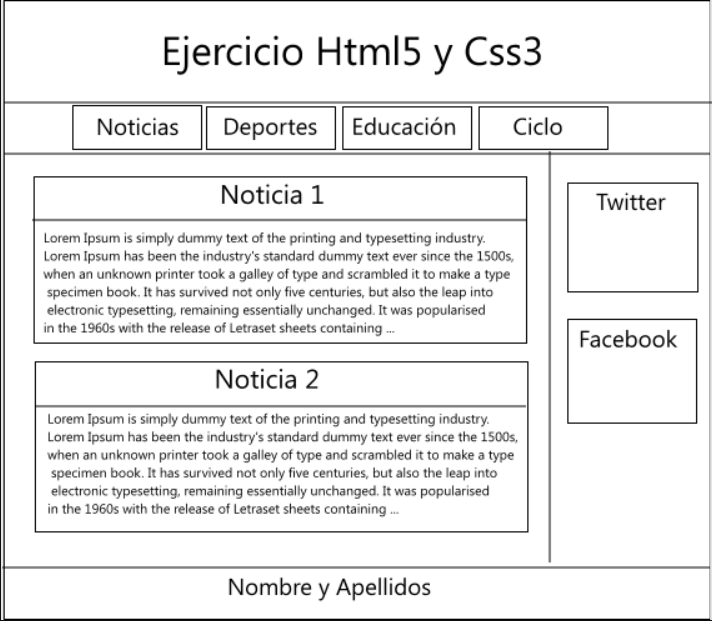 Ejercicio Html5 y Css3
Noticias Deportes Educación Ciclo
Noticia 1
Lorem Ipsum is simply dummy text of the printing and typesetting industry.
Lorem Ipsum has been the industry's standard dummy text ever since the 1500s,
when an unknown printer took a galley of type and scrambled it to make a type
specimen book. It has survived not only five centuries, but also the leap into
electronic typesetting, remaining essentially unchanged. It was popularised
in the 1960s with the release of Letraset sheets containing ...
Noticia 2
Lorem Ipsum is simply dummy text of the printing and typesetting industry.
Lorem Ipsum has been the industry's standard dummy text ever since the 1500s,
when an unknown printer took a galley of type and scrambled it to make a type
specimen book. It has survived not only five centuries, but also the leap into
electronic typesetting, remaining essentially unchanged. It was popularised
in the 1960s with the release of Letraset sheets containing ...
Twitter
Facebook
Nombre y Apellidos